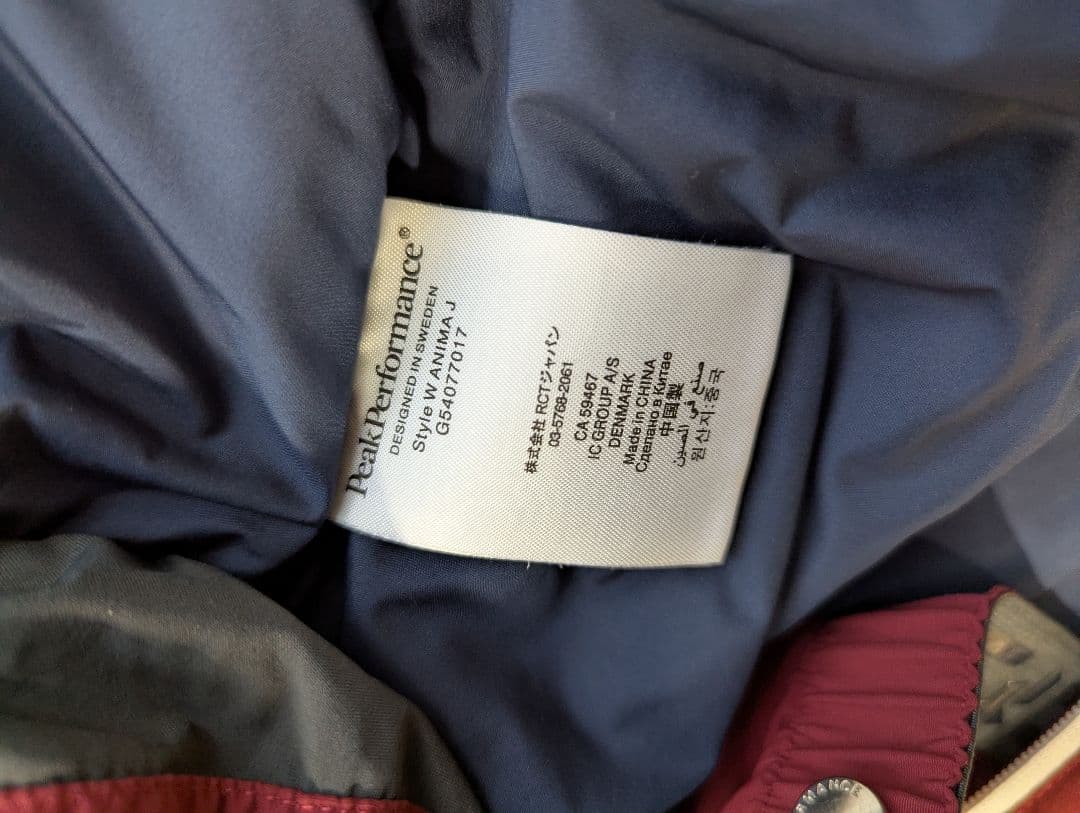 PeakPerformance®
DESIGNED IN SWEDEN
Style W ANIMA J
G54077017
株式会社 RCTジャパン
03-5768-2061
CA 59467
IC GROUP A/S
DENMARK
Made in CHINA
Сделано в Китае
中国製
صنع في الصين
원산지:중국
RMANCE